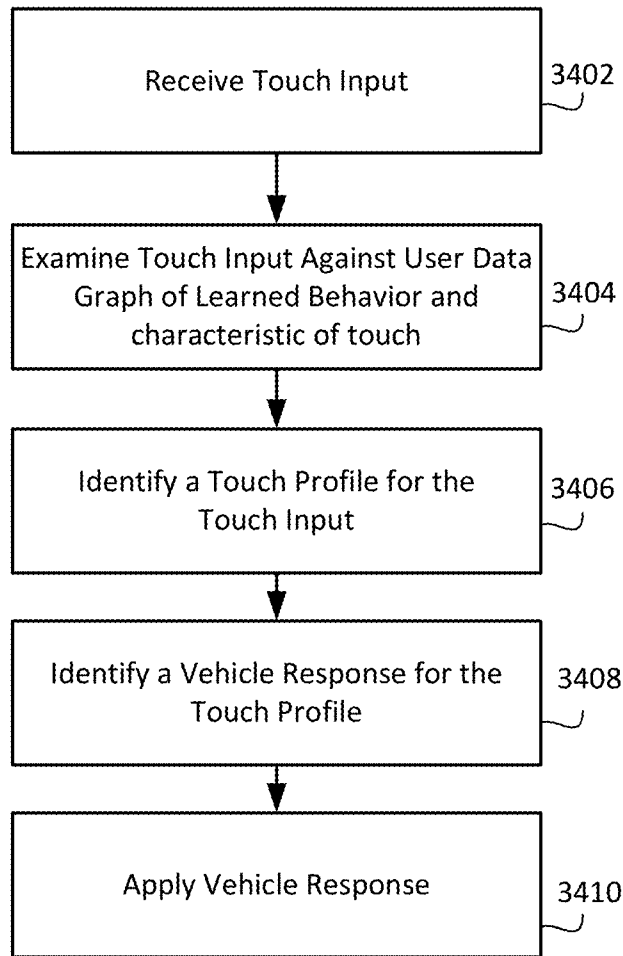 Receive Touch Input
3402
Examine Touch Input Against User Data
Graph of Learned Behavior and
characteristic of touch
3404
Identify a Touch Profile for the
Touch Input
3406
Identify a Vehicle Response for the
Touch Profile
3408
Apply Vehicle Response
3410